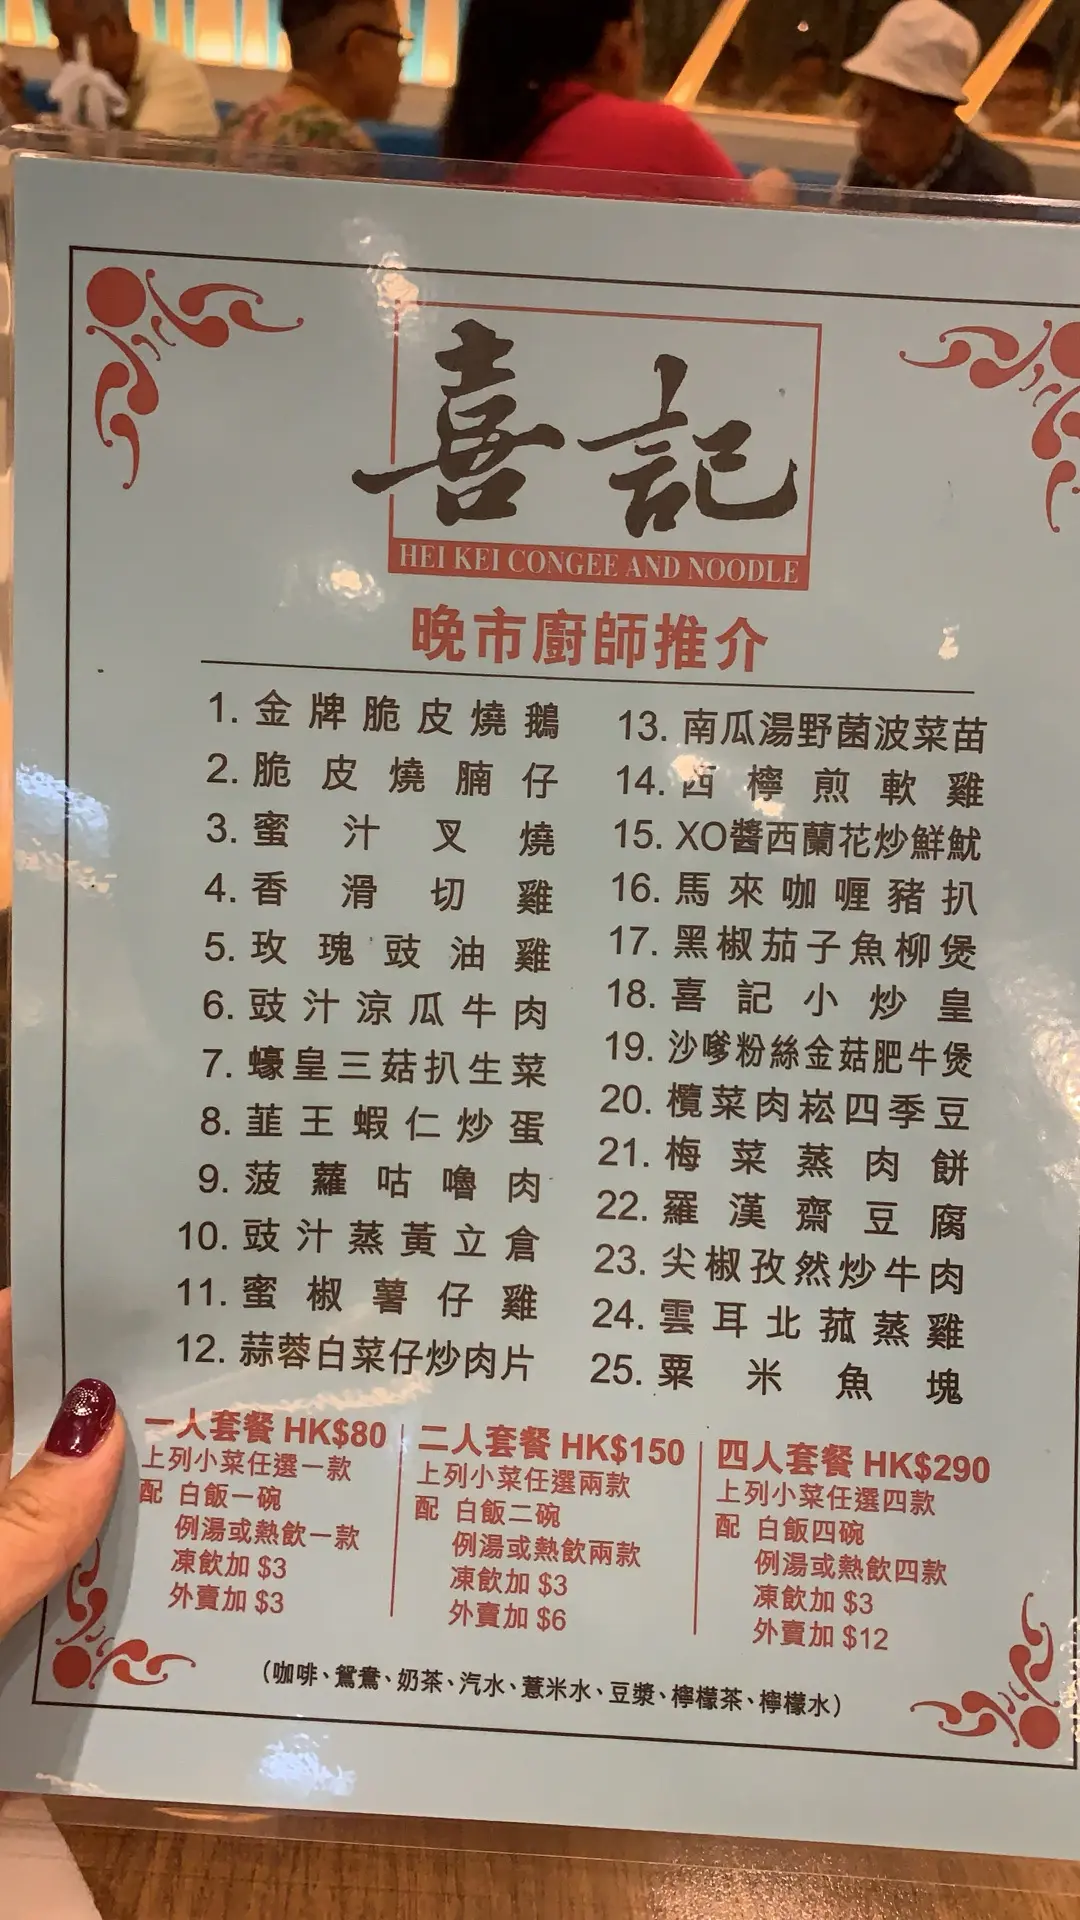 喜記
HEI KEI CONGEE AND NOODLE
晚市廚師推介
1. 金牌脆皮燒鵝
2. 脆皮燒腩仔
3. 蜜汁叉燒
4. 香滑切雞
5. 玫瑰豉油雞
6. 豉汁涼瓜牛肉
7. 蠔皇三菇扒生菜
8. 韮王蝦仁炒蛋
9. 菠蘿咕嚕肉
10. 豉汁蒸黃立倉
11. 蜜椒薯仔雞
12. 蒜蓉白菜仔炒肉片
13. 南瓜湯野菌波菜苗
14. 西檸煎軟雞
15. XO醬西蘭花炒鮮魷
16. 馬來咖喱豬扒
17. 黑椒茄子魚柳煲
18. 喜記小炒皇
19. 沙嗲粉絲金菇肥牛煲
20. 欖菜肉崧四季豆
21. 梅菜蒸肉餅
22. 羅漢齋豆腐
23. 尖椒孜然炒牛肉
24. 雲耳北菰蒸雞
25. 粟米魚塊
一人套餐 HK$80
上列小菜任選一款
配 白飯一碗
例湯或熱飲一款
凍飲加 $3
外賣加 $3
二人套餐 HK$150
上列小菜任選兩款
配 白飯二碗
例湯或熱飲兩款
凍飲加 $3
外賣加 $6
四人套餐 HK$290
上列小菜任選四款
配 白飯四碗
例湯或熱飲四款
凍飲加 $3
外賣加 $12
(咖啡、鴛鴦、奶茶、汽水、薏米水、豆漿、檸檬茶、檸檬水)